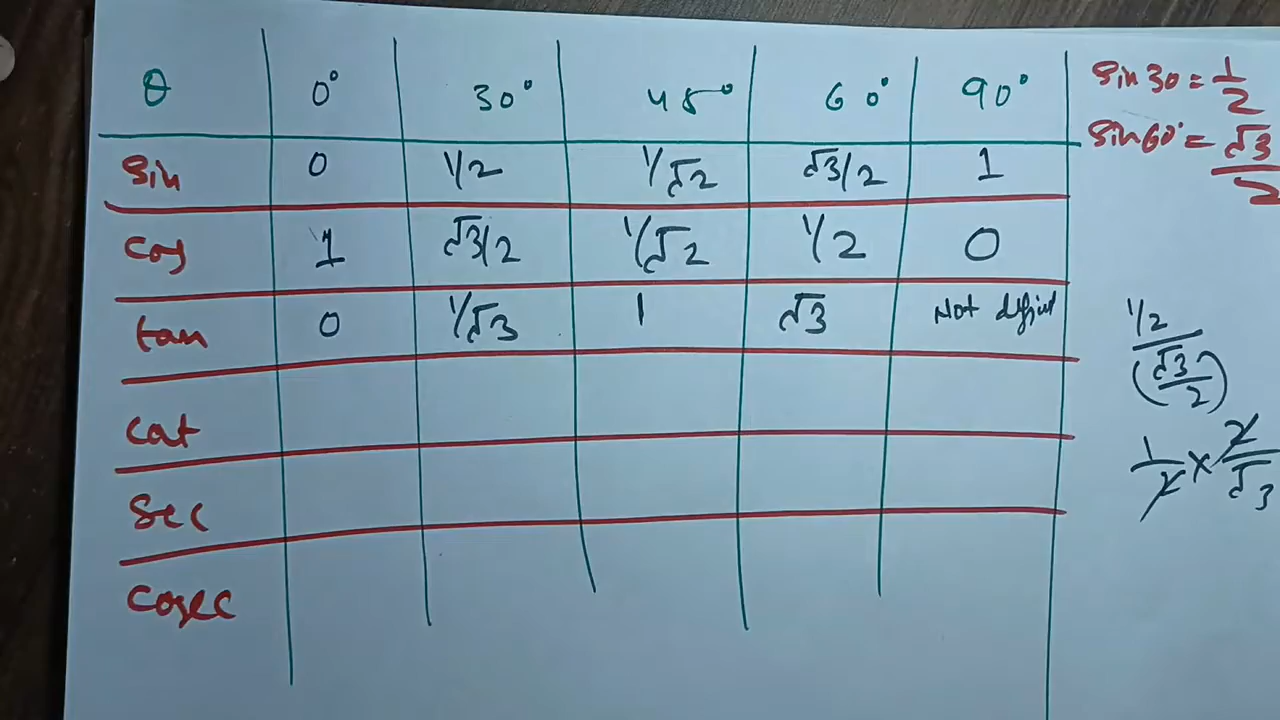 θ 0° 30° 45° 60° 90°
Sin 0 1/2 1/√2 √3/2 1
Cos 1 √3/2 1/√2 1/2 0
tan 0 1/√3 1 √3 Not defined
Cot
Sec
Cosec
Sin 30 = 1/2
Sin 60° = √3/2
1/2
(√3/2)
1/2 × 2/√3